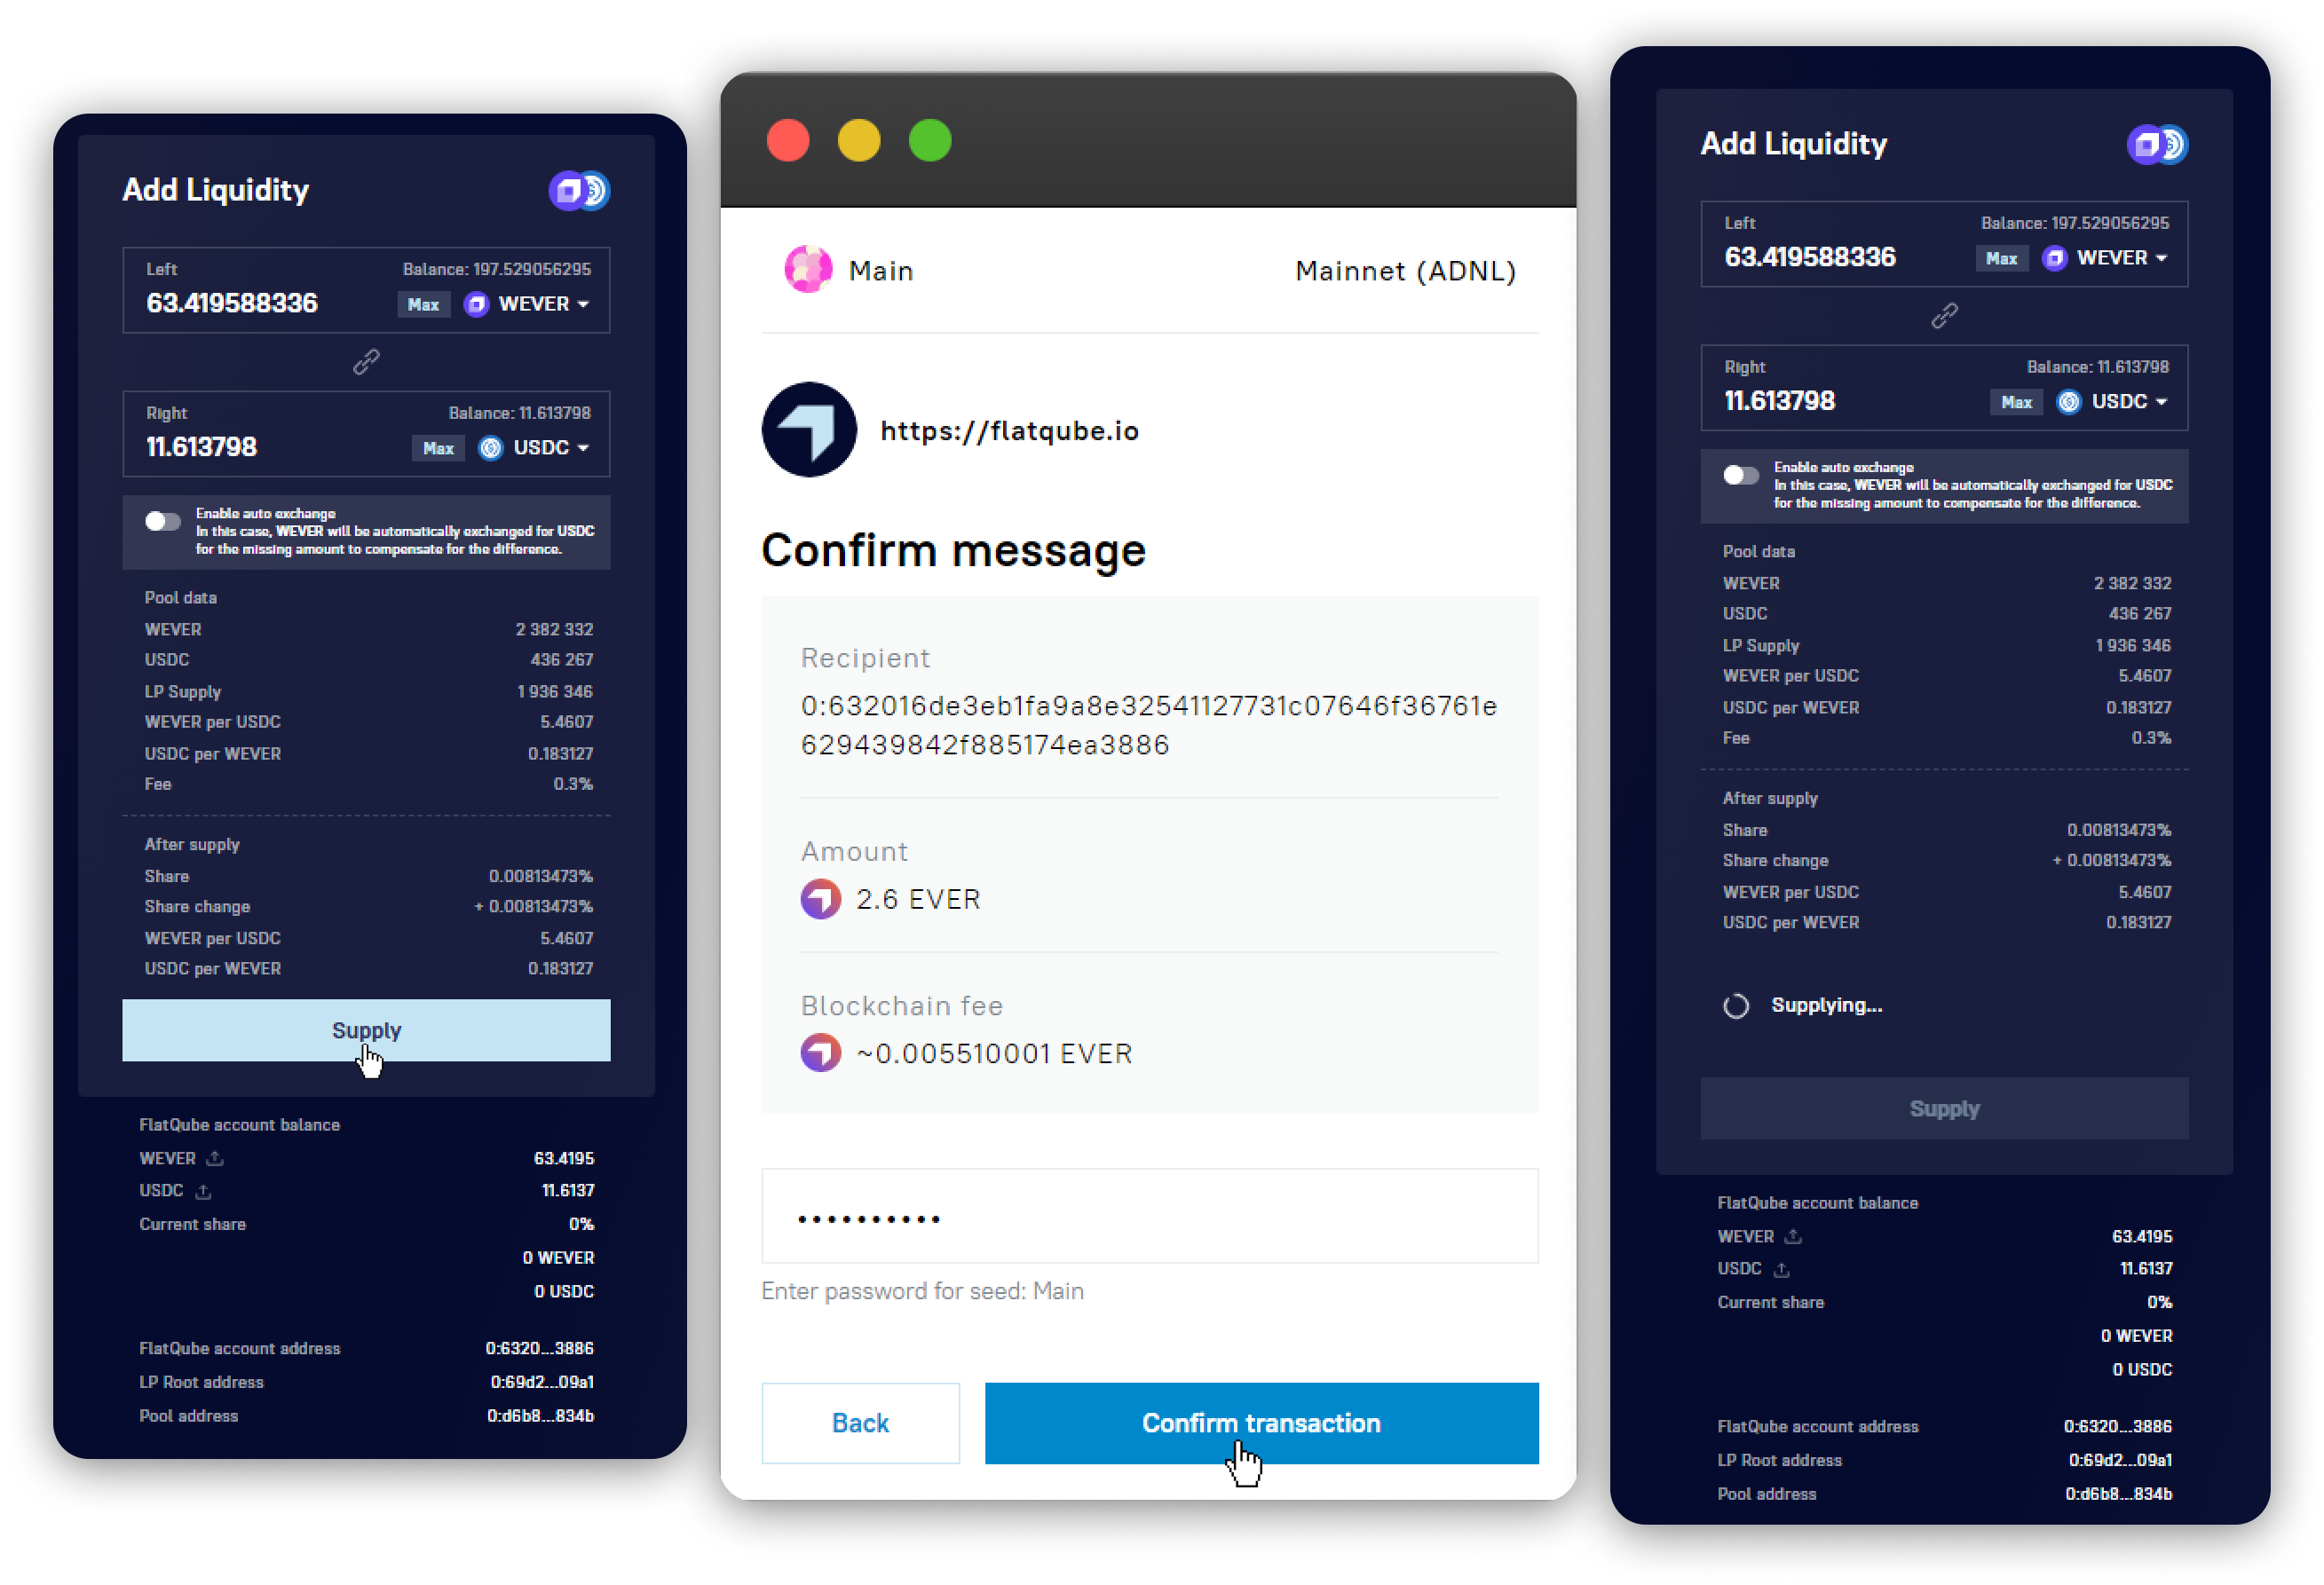 Add Liquidity
Left
Balance: 197.529056295
63.419588336
Max
WEVER
Right
Balance: 11.613798
11.613798
Max
USDC
Enable auto exchange
In this case, WEVER will be automatically exchanged for USDC
for the missing amount to compensate for the difference.
Pool data
WEVER 2 382 332
USDC 436 267
LP Supply 1 936 346
WEVER per USDC 5.4607
USDC per WEVER 0.183127
Fee 0.3%
After supply
Share 0.00813473%
Share change + 0.00813473%
WEVER per USDC 5.4607
USDC per WEVER 0.183127
Supply
FlatQube account balance
WEVER 63.4195
USDC 11.6137
Current share 0%
0 WEVER
0 USDC
FlatQube account address 0:6320...3886
LP Root address 0:69d2...09a1
Pool address 0:d6b8...834b
Main
Mainnet (ADNL)
https://flatqube.io
Confirm message
Recipient
0:632016de3eb1fa9a8e32541127731c07646f36761e
629439842f885174ea3886
Amount
2.6 EVER
Blockchain fee
~0.005510001 EVER
••••••••••
Enter password for seed: Main
Back
Confirm transaction
Add Liquidity
Left
Balance: 197.529056295
63.419588336
Max
WEVER
Right
Balance: 11.613798
11.613798
Max
USDC
Enable auto exchange
In this case, WEVER will be automatically exchanged for USDC
for the missing amount to compensate for the difference.
Pool data
WEVER 2 382 332
USDC 436 267
LP Supply 1 936 346
WEVER per USDC 5.4607
USDC per WEVER 0.183127
Fee 0.3%
After supply
Share 0.00813473%
Share change + 0.00813473%
WEVER per USDC 5.4607
USDC per WEVER 0.183127
Supplying...
Supply
FlatQube account balance
WEVER 63.4195
USDC 11.6137
Current share 0%
0 WEVER
0 USDC
FlatQube account address 0:6320...3886
LP Root address 0:69d2...09a1
Pool address 0:d6b8...834b